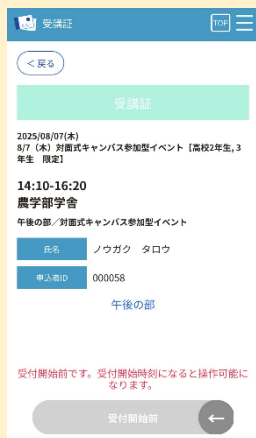 受講証
TOP
＜戻る
受講証
2025/08/07(木)
8/7（木）対面式キャンパス参加型イベント【高校2年生, 3
年生　限定】
14:10-16:20
農学部学舎
午後の部／対面式キャンパス参加型イベント
氏名　ノウガク　タロウ
申込者ID　000058
午後の部
受付開始前です。受付開始時刻になると操作可能に
なります。
受付開始前